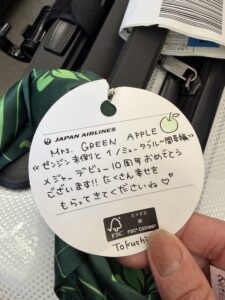 JAPAN AIRLINES
Mrs. GREEN APPLE
《ゼンジン未到とイ/ミュータブル〜間奏編》
メジャーデビュー10周年おめでとう
ございます!! たくさん幸せを
もらってきてくださいね♡
ミックス
紙
FSC
FSC®
Tokushi